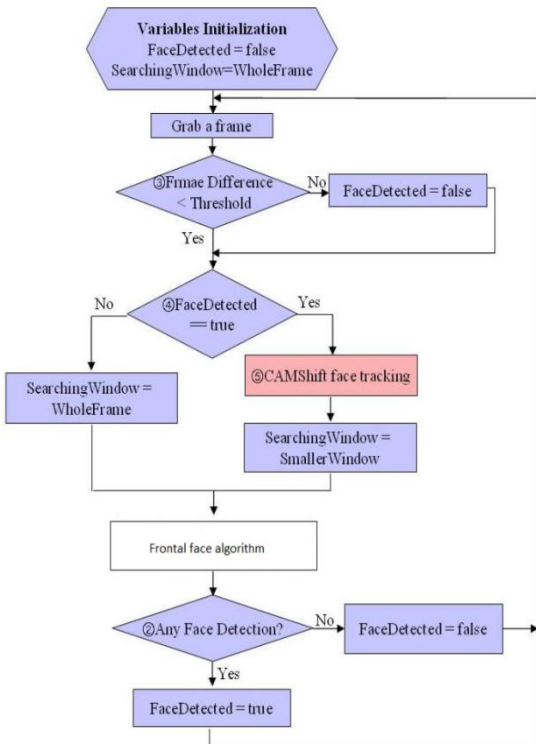 Variables Initialization
FaceDetected = false
SearchingWindow=WholeFrame
Grab a frame
③Frmae Difference
< Threshold
No
FaceDetected = false
Yes
④FaceDetected
== true
No
Yes
SearchingWindow =
WholeFrame
⑤CAMShift face tracking
SearchingWindow =
SmallerWindow
Frontal face algorithm
②Any Face Detection?
No
FaceDetected = false
Yes
FaceDetected = true